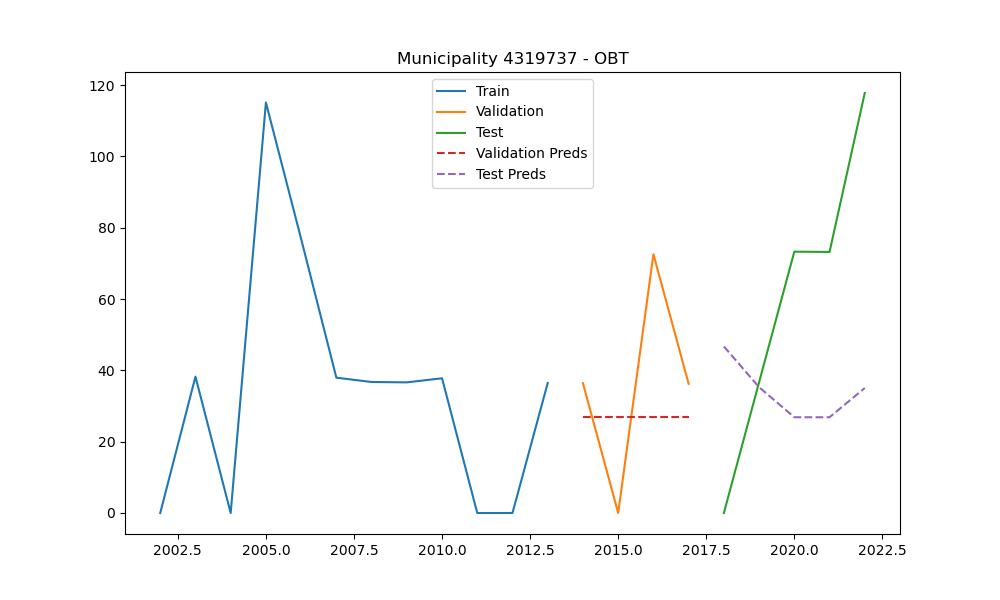 Municipality 4319737 - OBT
Train
Validation
Test
Validation Preds
Test Preds
120
100
80
60
40
20
0
2002.5 2005.0 2007.5 2010.0 2012.5 2015.0 2017.5 2020.0 2022.5